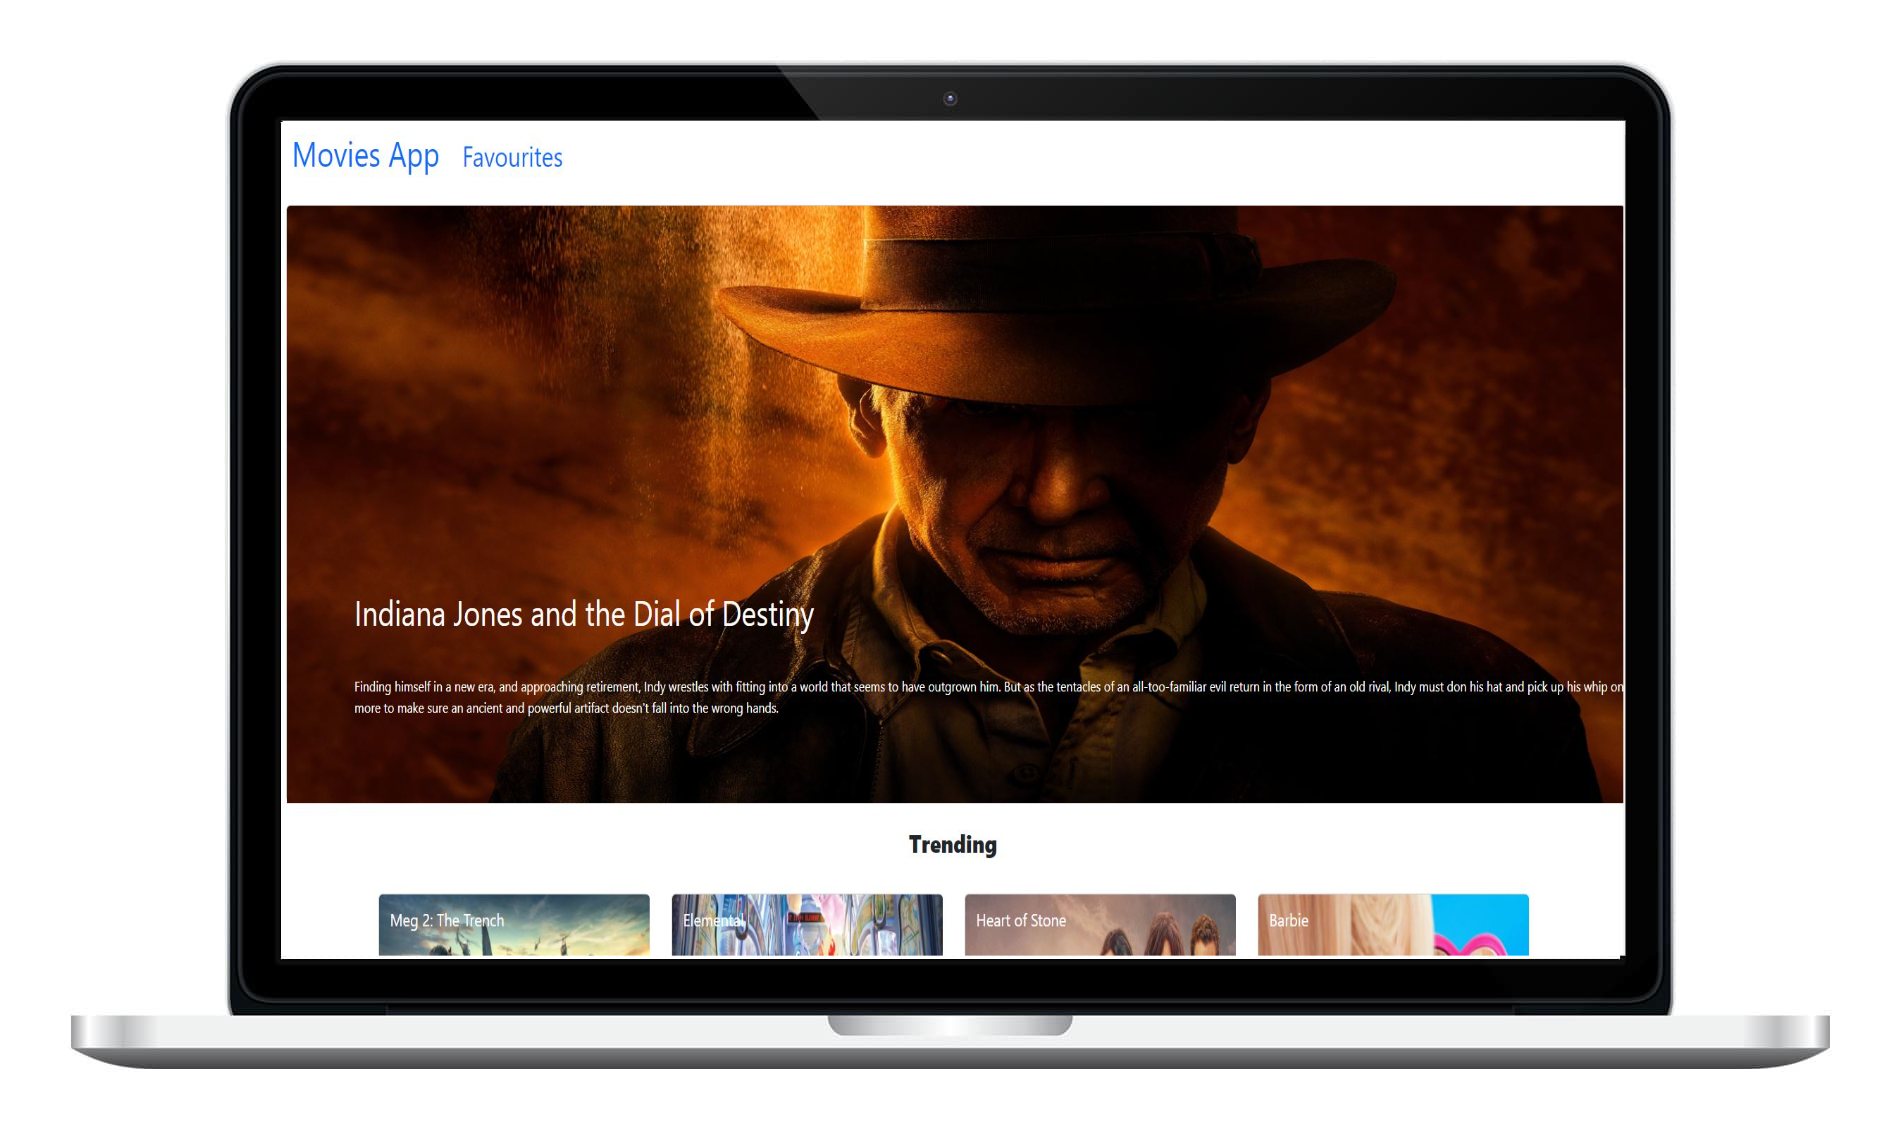 Movies App Favourites
Indiana Jones and the Dial of Destiny
Finding himself in a new era, and approaching retirement, Indy wrestles with fitting into a world that seems to have outgrown him. But as the tentacles of an all-too-familiar evil return in the form of an old rival, Indy must don his hat and pick up his whip on
more to make sure an ancient and powerful artifact doesn't fall into the wrong hands.
Trending
Meg 2: The Trench Elemental Heart of Stone Barbie